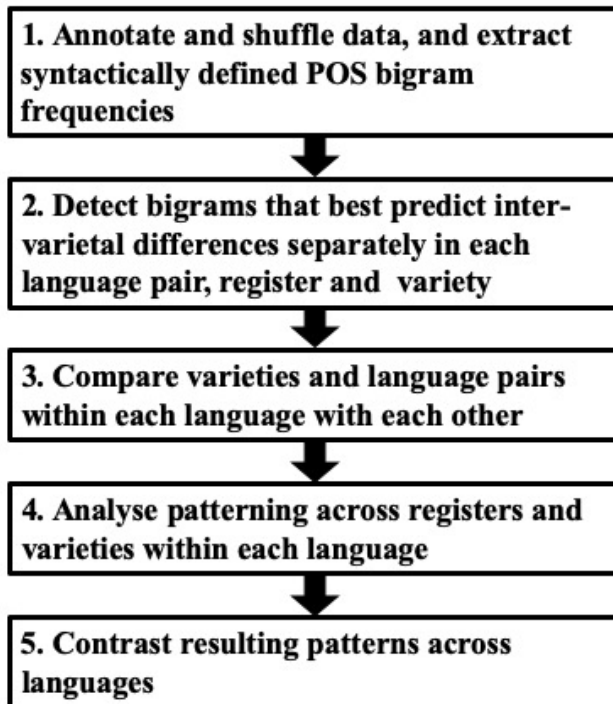 1. Annotate and shuffle data, and extract
syntactically defined POS bigram
frequencies
2. Detect bigrams that best predict inter-
varietal differences separately in each
language pair, register and variety
3. Compare varieties and language pairs
within each language with each other
4. Analyse patterning across registers and
varieties within each language
5. Contrast resulting patterns across
languages